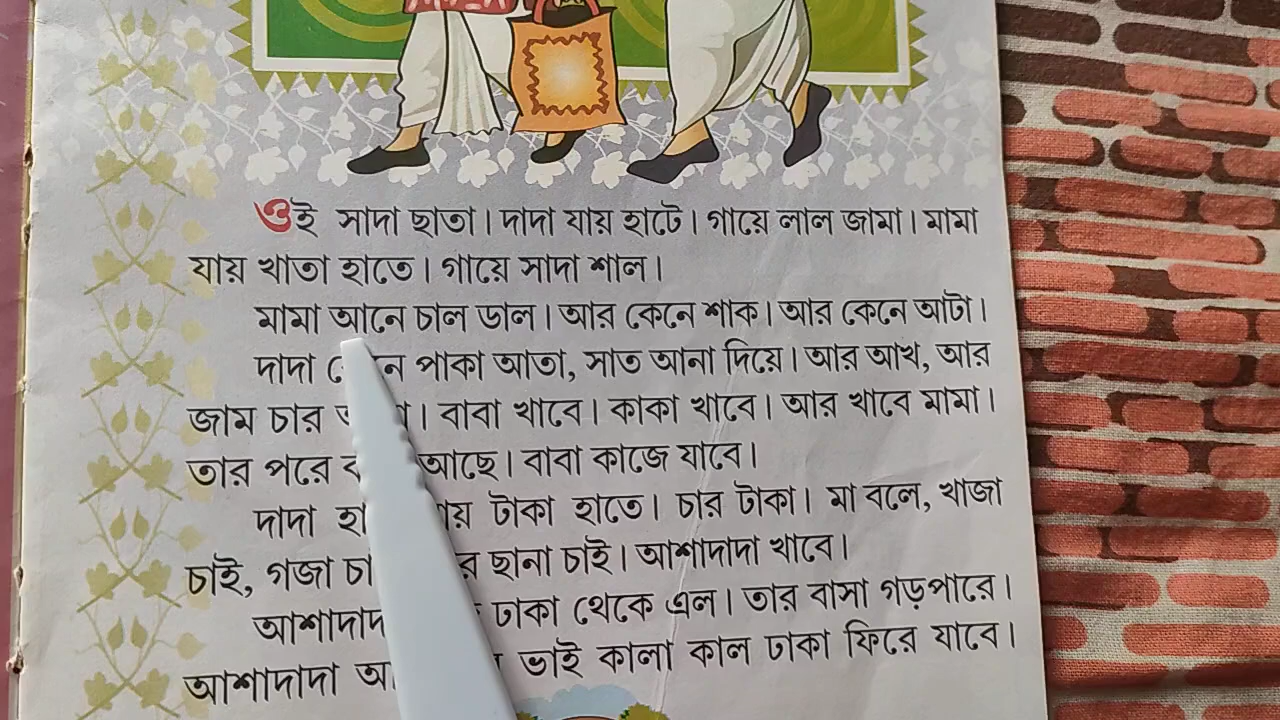 ওই সাদা ছাতা। দাদা যায় হাটে। গায়ে লাল জামা। মামা
যায় খাতা হাতে। গায়ে সাদা শাল।
মামা আনে চাল ডাল। আর কেনে শাক। আর কেনে আটা।
দাদা পাকা আতা, সাত আনা দিয়ে। আর আখ, আর
জাম চার । বাবা খাবে। কাকা খাবে। আর খাবে মামা।
তার পরে আছে। বাবা কাজে যাবে।
দাদা টাকা হাতে। চার টাকা। মা বলে, খাজা
চাই, গজা ছানা চাই। আশাদাদা খাবে।
ঢাকা থেকে এল। তার বাসা গড়পারে।
আশাদাদা ভাই কালা কাল ঢাকা ফিরে যাবে।